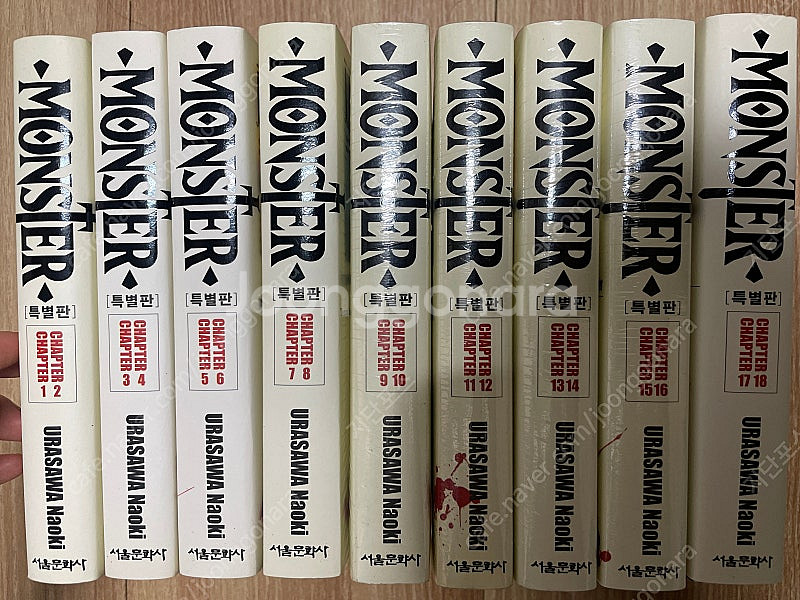 MONSTER
[특별판]
CHAPTER 1
CHAPTER 2
URASAWA Naoki
서울문화사
MONSTER
[특별판]
CHAPTER 3
CHAPTER 4
URASAWA Naoki
서울문화사
MONSTER
[특별판]
CHAPTER 5
CHAPTER 6
URASAWA Naoki
서울문화사
MONSTER
[특별판]
CHAPTER 7
CHAPTER 8
URASAWA Naoki
서울문화사
MONSTER
[특별판]
CHAPTER 9
CHAPTER 10
URASAWA Naoki
서울문화사
MONSTER
[특별판]
CHAPTER 11
CHAPTER 12
URASAWA Naoki
서울문화사
MONSTER
[특별판]
CHAPTER 13
CHAPTER 14
URASAWA Naoki
서울문화사
MONSTER
[특별판]
CHAPTER 15
CHAPTER 16
URASAWA Naoki
서울문화사
MONSTER
[특별판]
CHAPTER 17
CHAPTER 18
URASAWA Naoki
서울문화사
Joonggonara